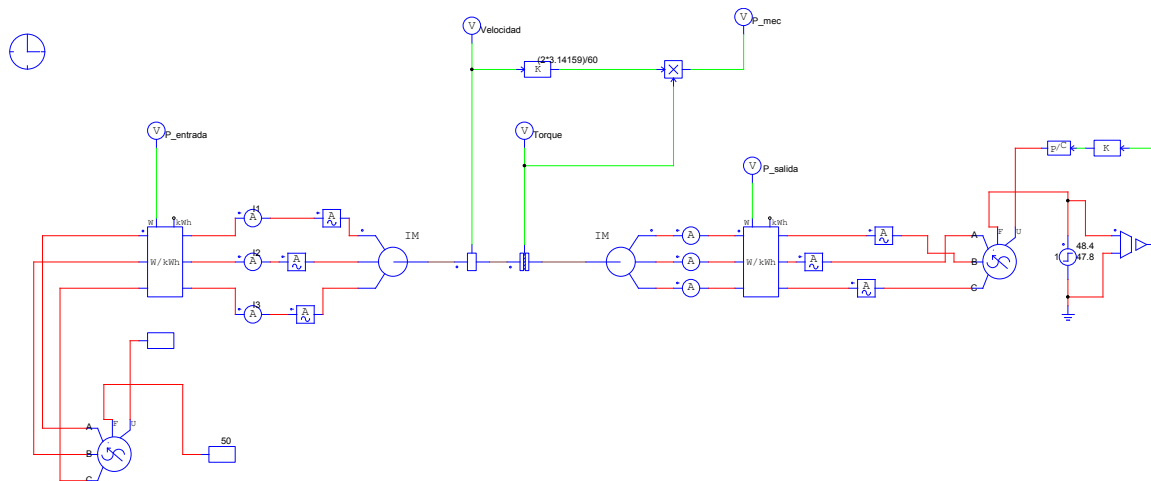 V Velocidad
V P_mec
(2*3.14159)/60
K
V P_entrada
V Torque
V P_salida
P/C
K
W kWh
I1
A
A
IM
W/kWh
I2
A
A
I3
A
A
IM
A
A
A
W kWh
W/kWh
A
A
A
A
B
C
F
U
48.4
1
47.8
A
B
C
F
U
50